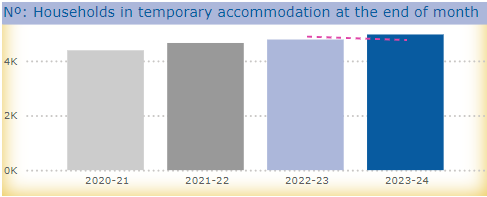 Nº: Households in temporary accommodation at the end of month
4K
2K
0K
2020-21 2021-22 2022-23 2023-24